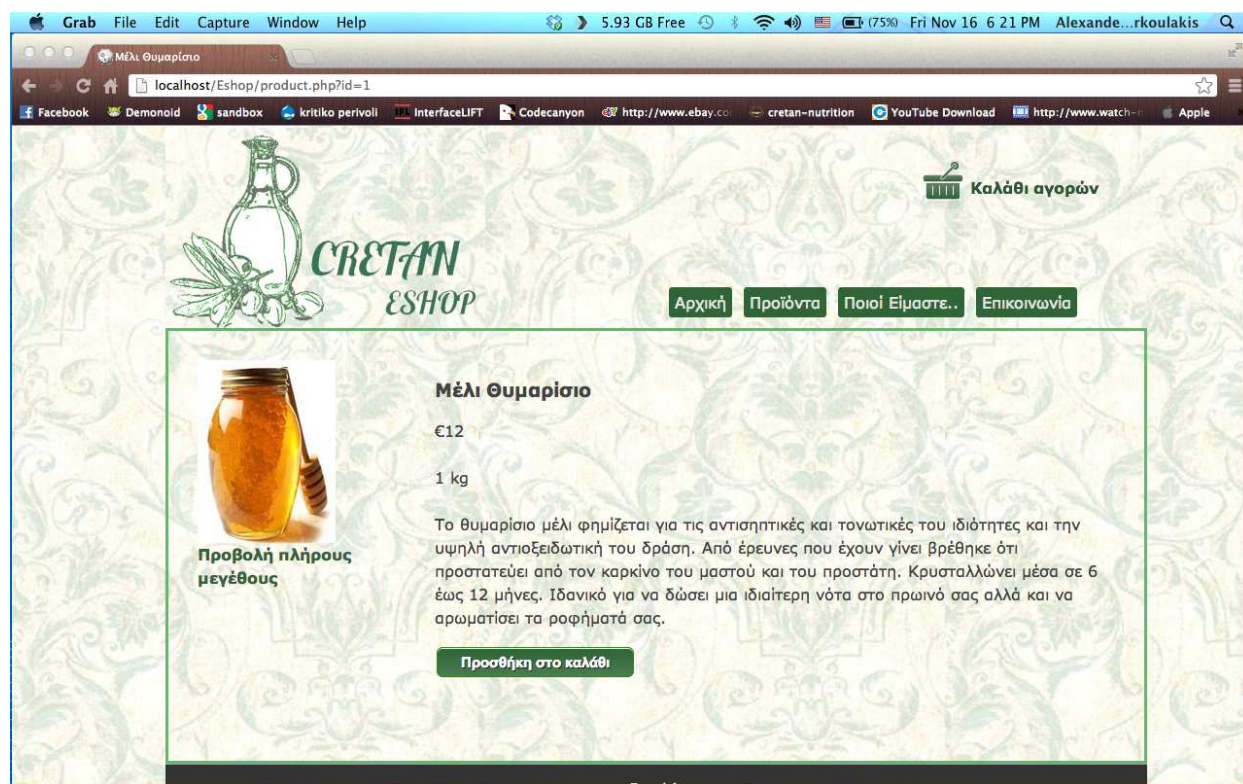 Grab File Edit Capture Window Help 5.93 GB Free (75%) Fri Nov 16 6 21 PM Alexande...rkoulakis
Μέλι Θυμαρίσιο
localhost/Eshop/product.php?id=1
Facebook Demonoid sandbox kritiko perivoli InterfaceLIFT Codecanyon http://www.ebay.co cretan-nutrition YouTube Download http://www.watch- Apple
Καλάθι αγορών
CRETAN
ESHOP
Αρχική Προϊόντα Ποιοί Είμαστε.. Επικοινωνία
Μέλι Θυμαρίσιο
€12
1 kg
Το θυμαρίσιο μέλι φημίζεται για τις αντισηπτικές και τονωτικές του ιδιότητες και την
υψηλή αντιοξειδωτική του δράση. Από έρευνες που έχουν γίνει βρέθηκε ότι
προστατεύει από τον καρκίνο του μαστού και του προστάτη. Κρυσταλλώνει μέσα σε 6
έως 12 μήνες. Ιδανικό για να δώσει μια ιδιαίτερη νότα στο πρωινό σας αλλά και να
αρωματίσει τα ροφήματά σας.
Προβολή πλήρους
μεγέθους
Προσθήκη στο καλάθι